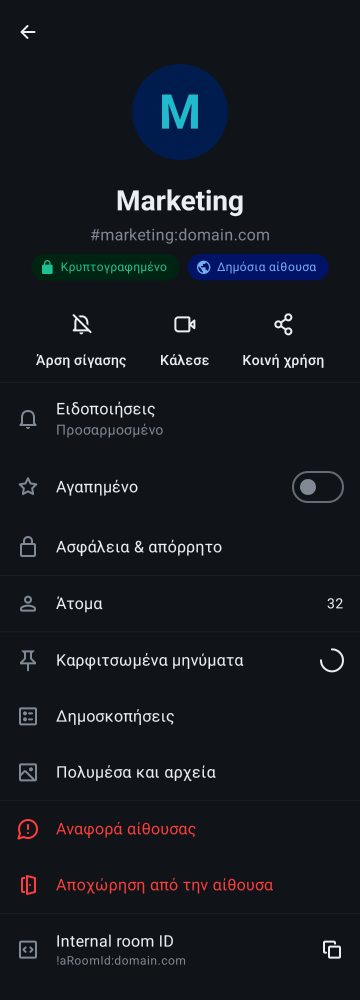 M
Marketing
#marketing:domain.com
Κρυπτογραφημένο
Δημόσια αίθουσα
Άρση σίγασης
Κάλεσε
Κοινή χρήση
Ειδοποιήσεις
Προσαρμοσμένο
Αγαπημένο
Ασφάλεια & απόρρητο
Άτομα
32
Καρφιτσωμένα μηνύματα
Δημοσκοπήσεις
Πολυμέσα και αρχεία
Αναφορά αίθουσας
Αποχώρηση από την αίθουσα
Internal room ID
!aRoomId:domain.com